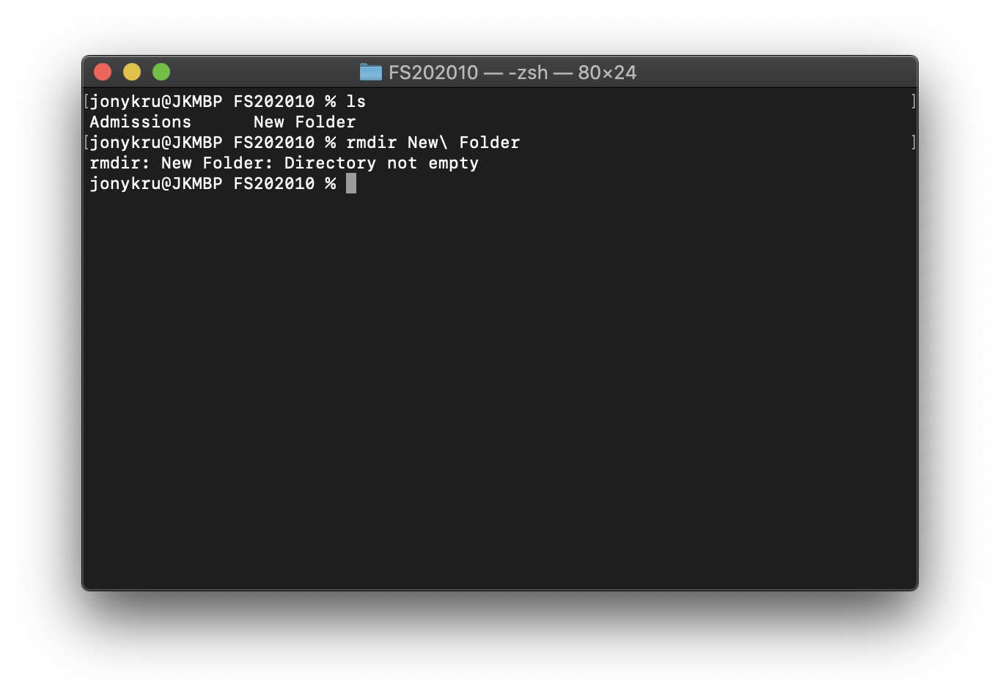 FS202010 — -zsh — 80×24
[jonykru@JKMBP FS202010 % ls ]
Admissions      New Folder
[jonykru@JKMBP FS202010 % rmdir New\ Folder ]
rmdir: New Folder: Directory not empty
jonykru@JKMBP FS202010 %